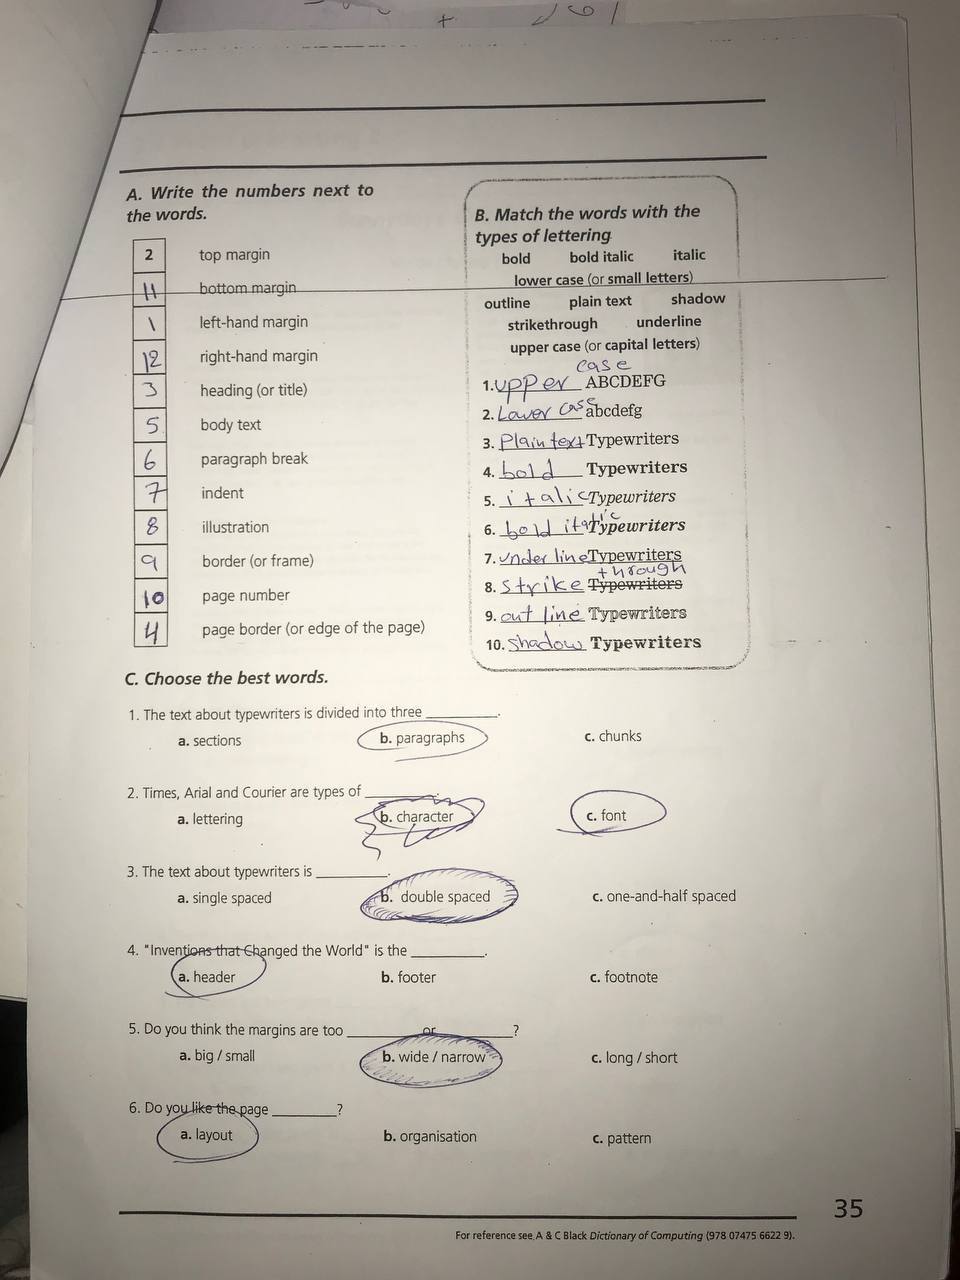 A. Write the numbers next to
the words.
2 top margin
11 bottom margin
1 left-hand margin
12 right-hand margin
3 heading (or title)
5 body text
6 paragraph break
7 indent
8 illustration
9 border (or frame)
10 page number
4 page border (or edge of the page)
B. Match the words with the
types of lettering
bold bold italic italic
lower case (or small letters)
outline plain text shadow
strikethrough underline
upper case (or capital letters)
case
1. upper ABCDEFG
2. Lower case abcdefg
3. Plain text Typewriters
4. bold Typewriters
5. italic Typewriters
6. bold italic Typewriters
7. under line Typewriters
through
8. strike Typewriters
9. out line Typewriters
10. shadow Typewriters
C. Choose the best words.
1. The text about typewriters is divided into three ________.
a. sections b. paragraphs c. chunks
2. Times, Arial and Courier are types of ________.
a. lettering b. character c. font
3. The text about typewriters is ________.
a. single spaced b. double spaced c. one-and-half spaced
4. "Inventions that Changed the World" is the ________.
a. header b. footer c. footnote
5. Do you think the margins are too ________ or ________?
a. big / small b. wide / narrow c. long / short
6. Do you like the page ________?
a. layout b. organisation c. pattern
35
For reference see A & C Black Dictionary of Computing (978 07475 6622 9).